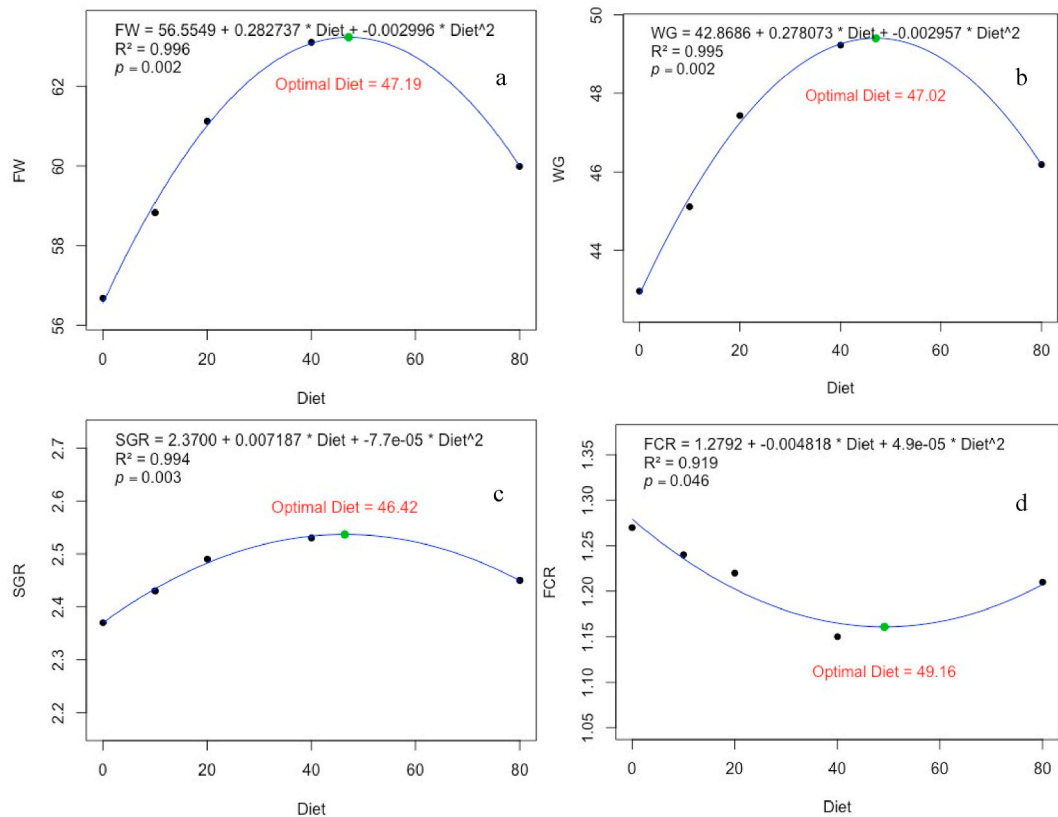 FW = 56.5549 + 0.282737 * Diet + -0.002996 * Diet^2
R² = 0.996
p = 0.002
Optimal Diet = 47.19
a
FW
56
58
60
62
0
20
40
60
80
Diet
WG = 42.8686 + 0.278073 * Diet + -0.002957 * Diet^2
R² = 0.995
p = 0.002
Optimal Diet = 47.02
b
WG
44
46
48
50
0
20
40
60
80
Diet
SGR = 2.3700 + 0.007187 * Diet + -7.7e-05 * Diet^2
R² = 0.994
p = 0.003
Optimal Diet = 46.42
c
SGR
2.2
2.3
2.4
2.5
2.6
2.7
0
20
40
60
80
Diet
FCR = 1.2792 + -0.004818 * Diet + 4.9e-05 * Diet^2
R² = 0.919
p = 0.046
Optimal Diet = 49.16
d
FCR
1.05
1.10
1.15
1.20
1.25
1.30
1.35
0
20
40
60
80
Diet